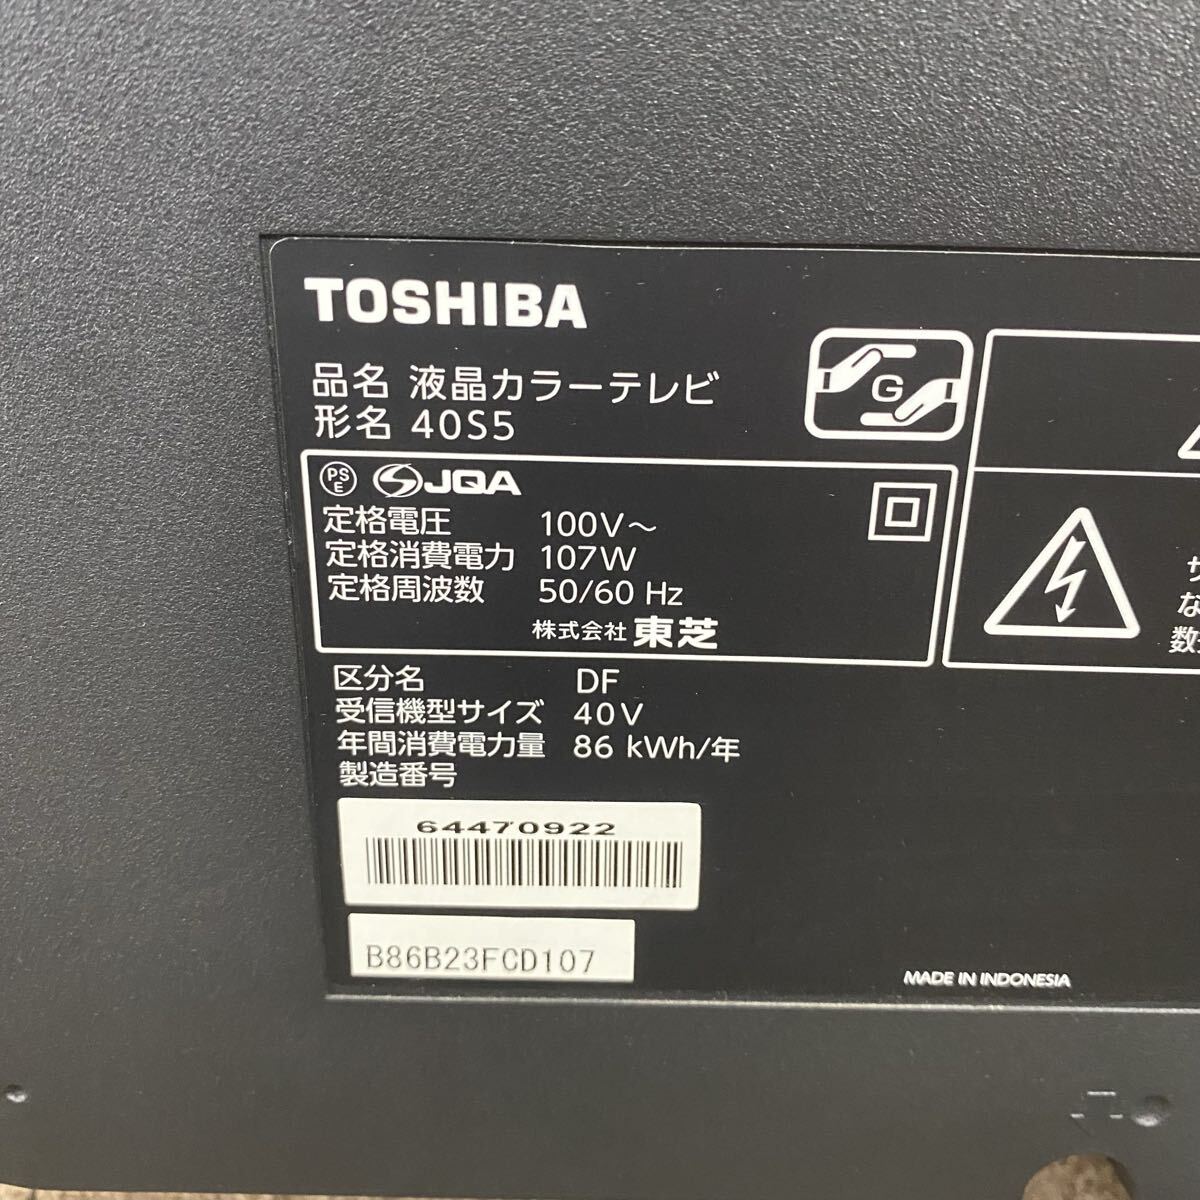 TOSHIBA
品名 液晶カラーテレビ
形名 40S5
G
PS
E
JQA
定格電圧 100V～
定格消費電力 107W
定格周波数 50/60 Hz
株式会社 東芝
区分名 DF
受信機型サイズ 40V
年間消費電力量 86 kWh/年
製造番号
64470922
B86B23FCD107
MADE IN INDONESIA
な